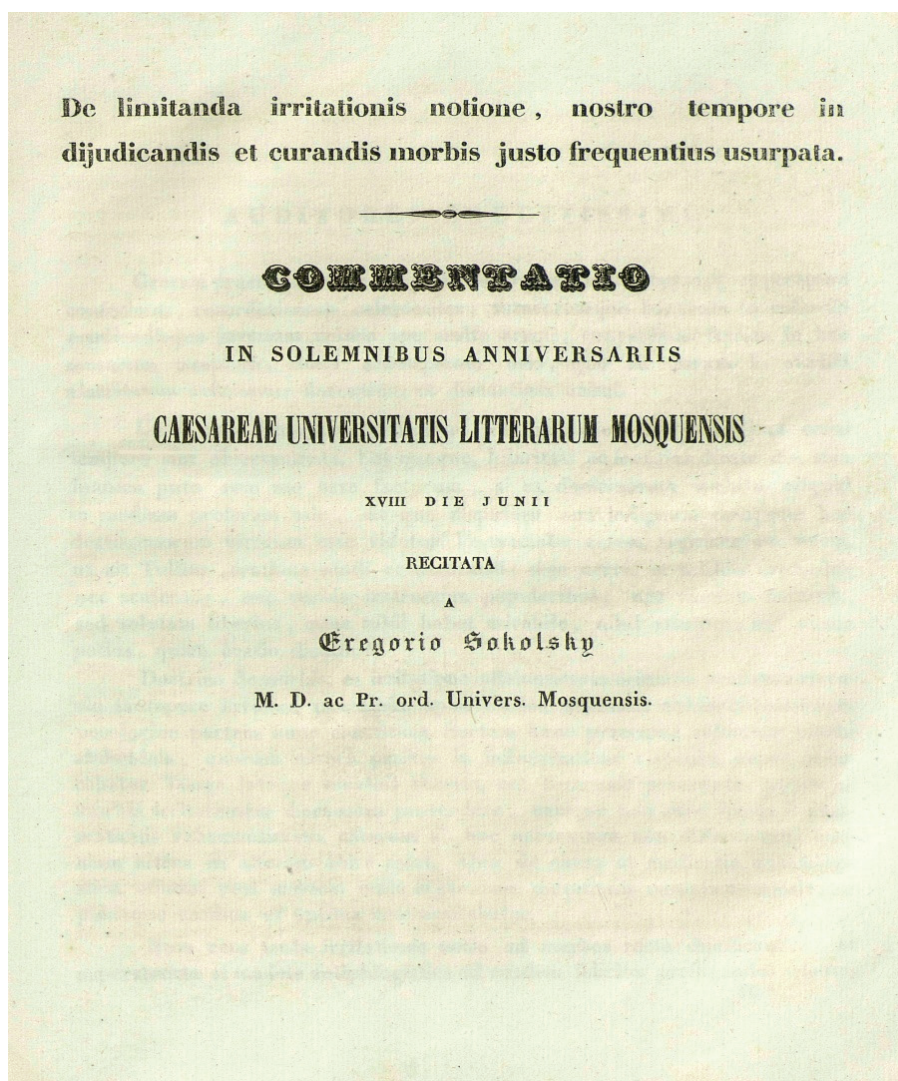 De limitanda irritationis notione, nostro tempore in
dijudicandis et curandis morbis justo frequentius usurpata.
COMMENTATIO
IN SOLEMNIBUS ANNIVERSARIIS
CAESAREAE UNIVERSITATIS LITTERARUM MOSQUENSIS
XVIII DIE JUNII
RECITATA
A
Gregorio Sokolsky
M. D. ac Pr. ord. Univers. Mosquensis.